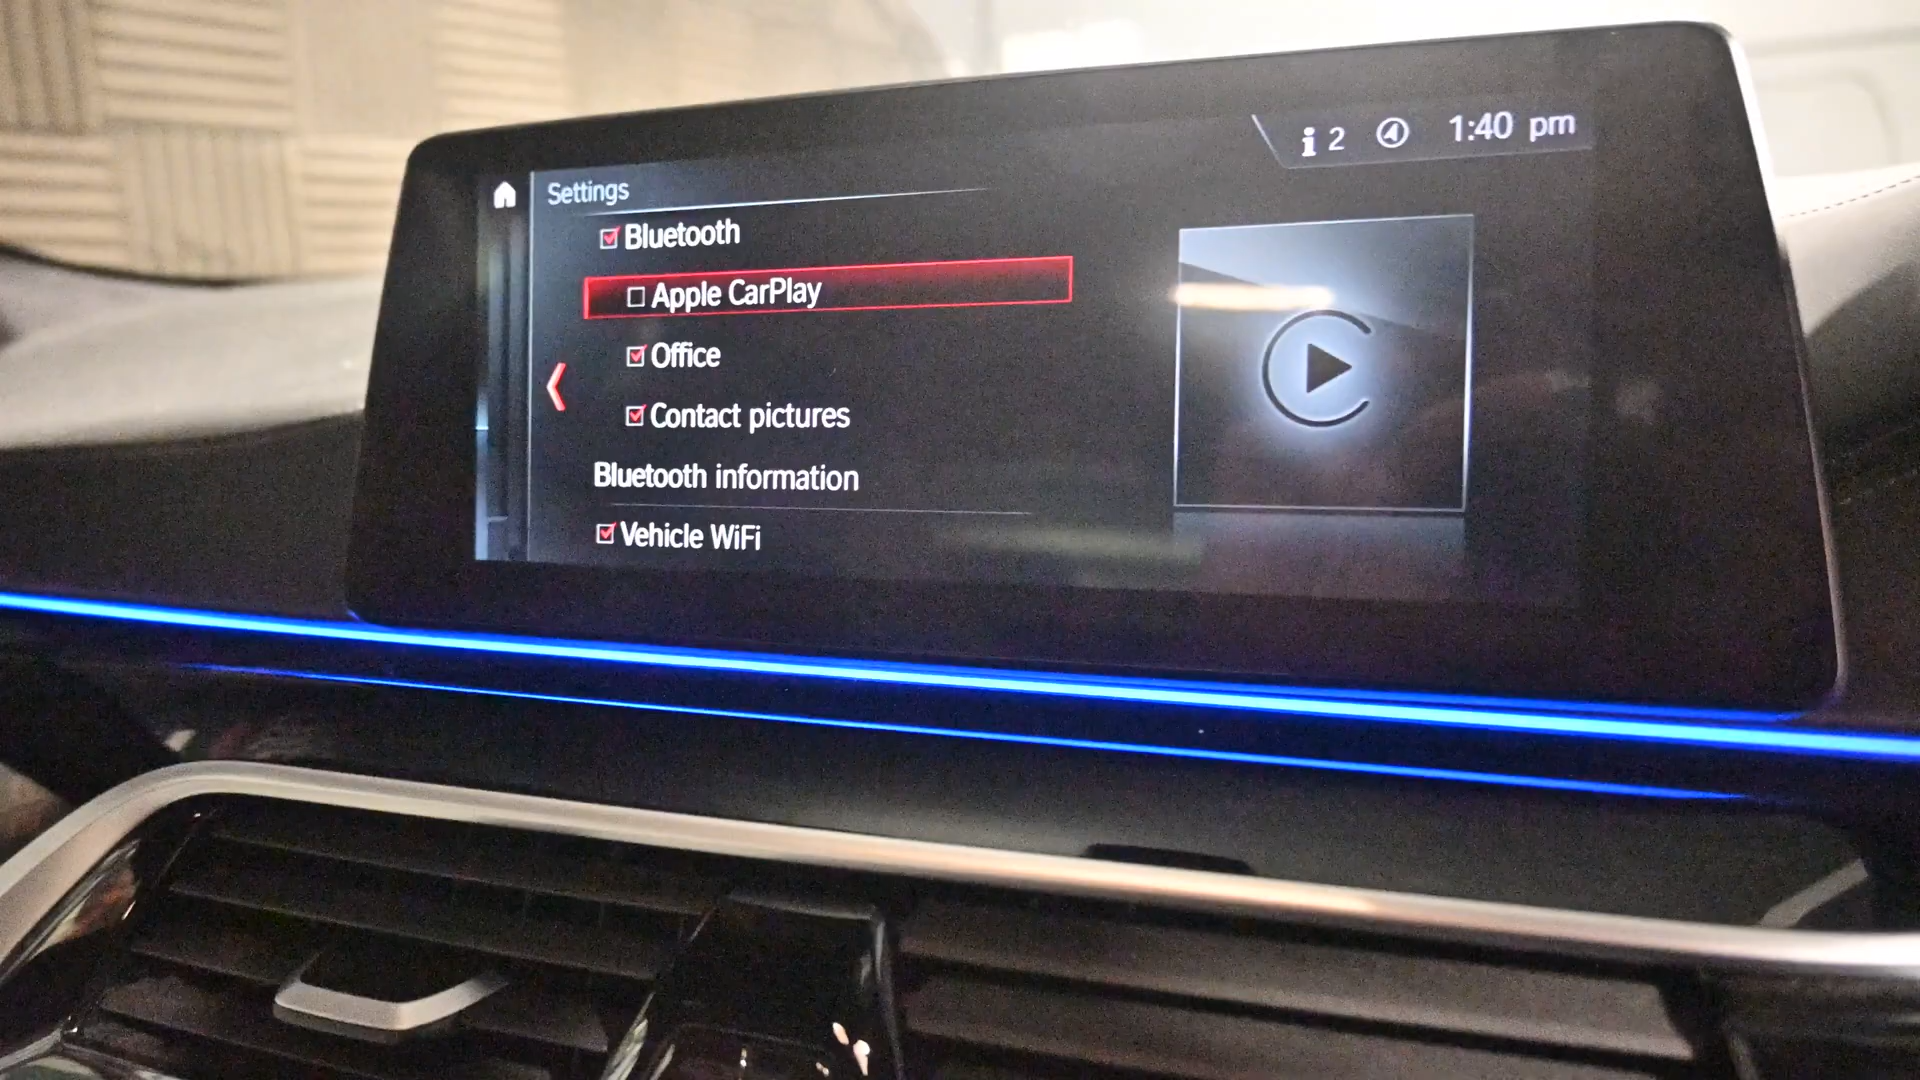 i 2
1:40 pm
Settings
Bluetooth
Apple CarPlay
Office
Contact pictures
Bluetooth information
Vehicle WiFi